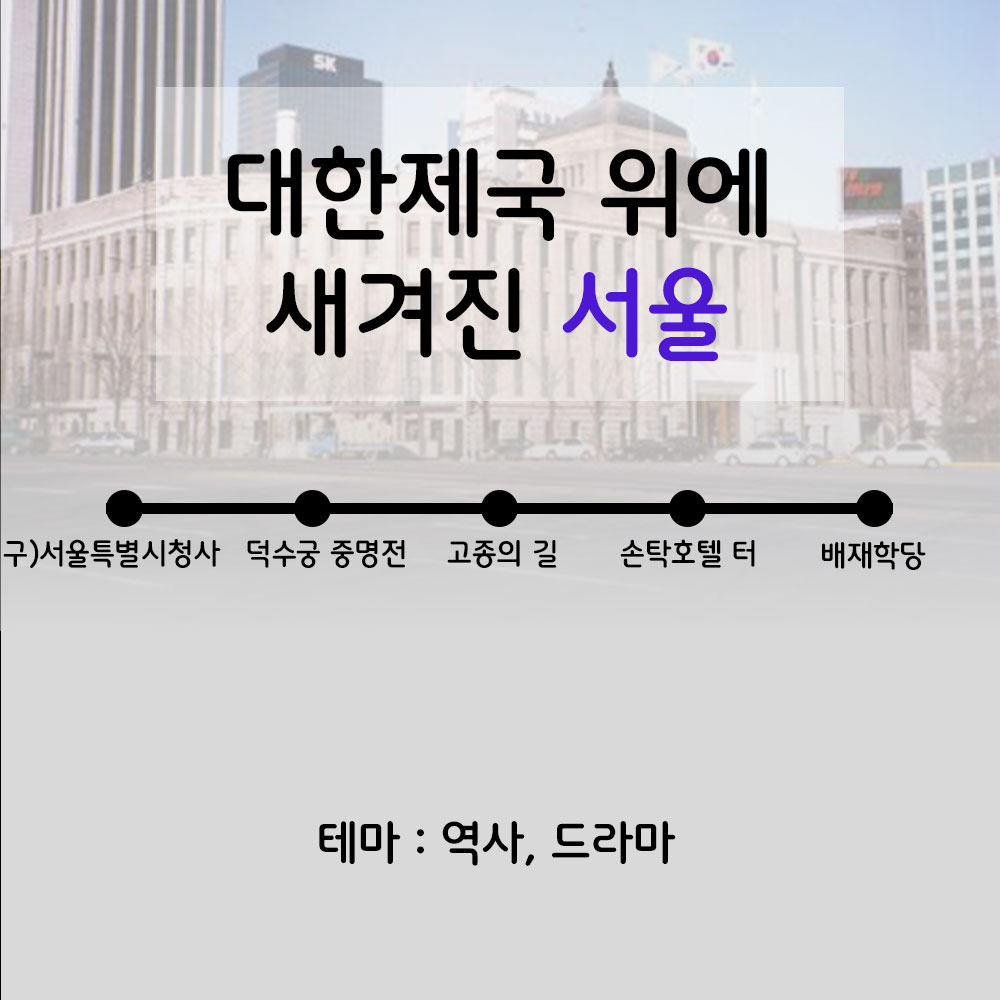 SK
대한제국 위에
새겨진 서울
구)서울특별시청사
덕수궁 중명전
고종의 길
손탁호텔 터
배재학당
테마 : 역사, 드라마